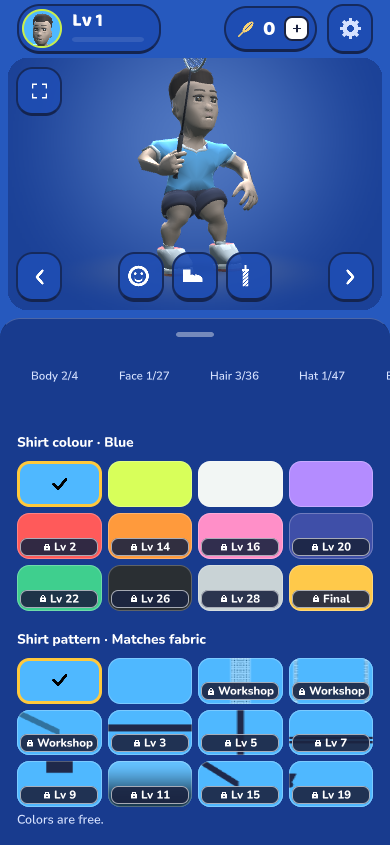 Lv 1
0
+
Body 2/4
Face 1/27
Hair 3/36
Hat 1/47
Shirt colour · Blue
Lv 2
Lv 14
Lv 16
Lv 20
Lv 22
Lv 26
Lv 28
Final
Shirt pattern · Matches fabric
Workshop
Workshop
Workshop
Lv 3
Lv 5
Lv 7
Lv 9
Lv 11
Lv 15
Lv 19
Colors are free.